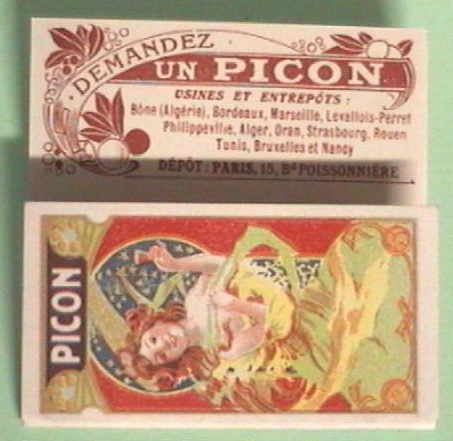 DEMANDEZ
UN PICON
USINES ET ENTREPÔTS :
Bône (Algérie), Bordeaux, Marseille, Levallois-Perret
Philippeville, Alger, Oran, Strasbourg, Rouen
Tunis, Bruxelles et Nancy
DÉPÔT : PARIS, 15, Bd POISSONNIÈRE
PICON